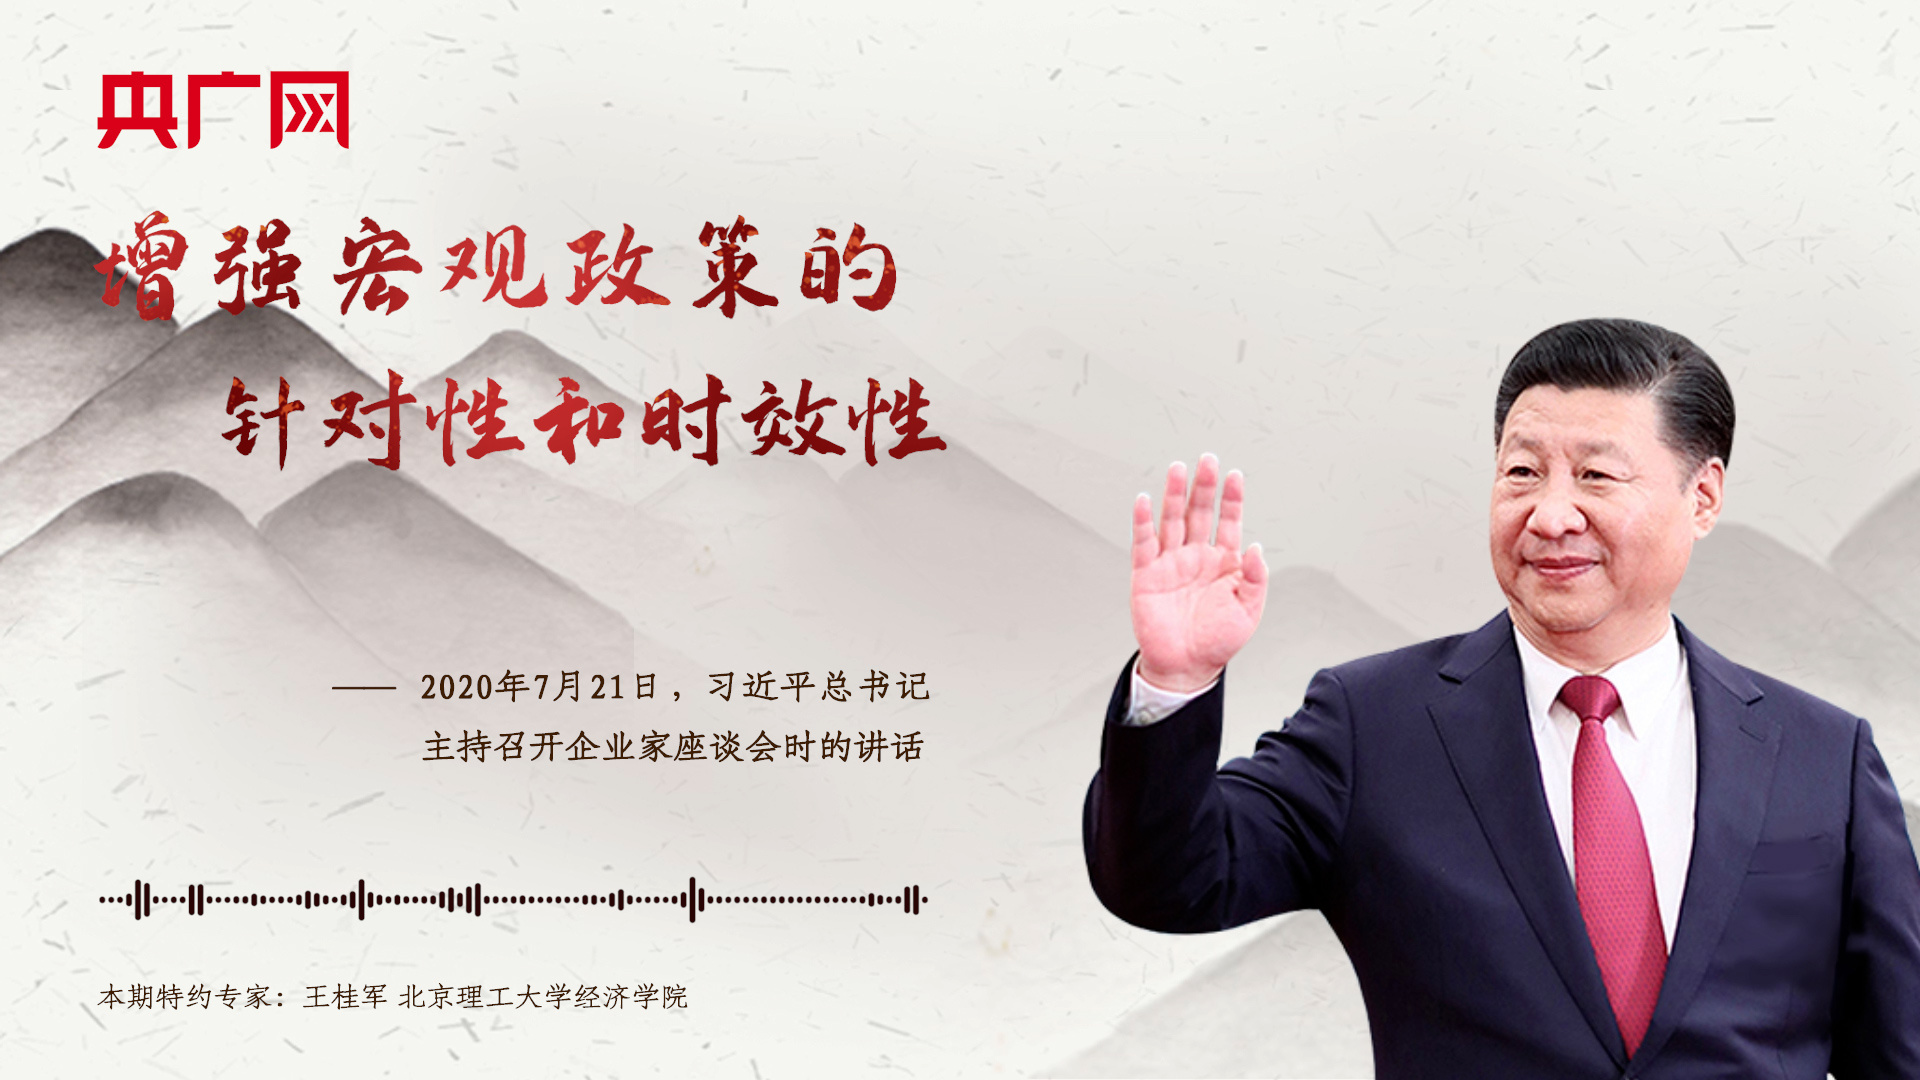 央广网
增强宏观政策的
针对性和时效性
—— 2020年7月21日，习近平总书记
主持召开企业家座谈会时的讲话
本期特约专家：王桂军 北京理工大学经济学院